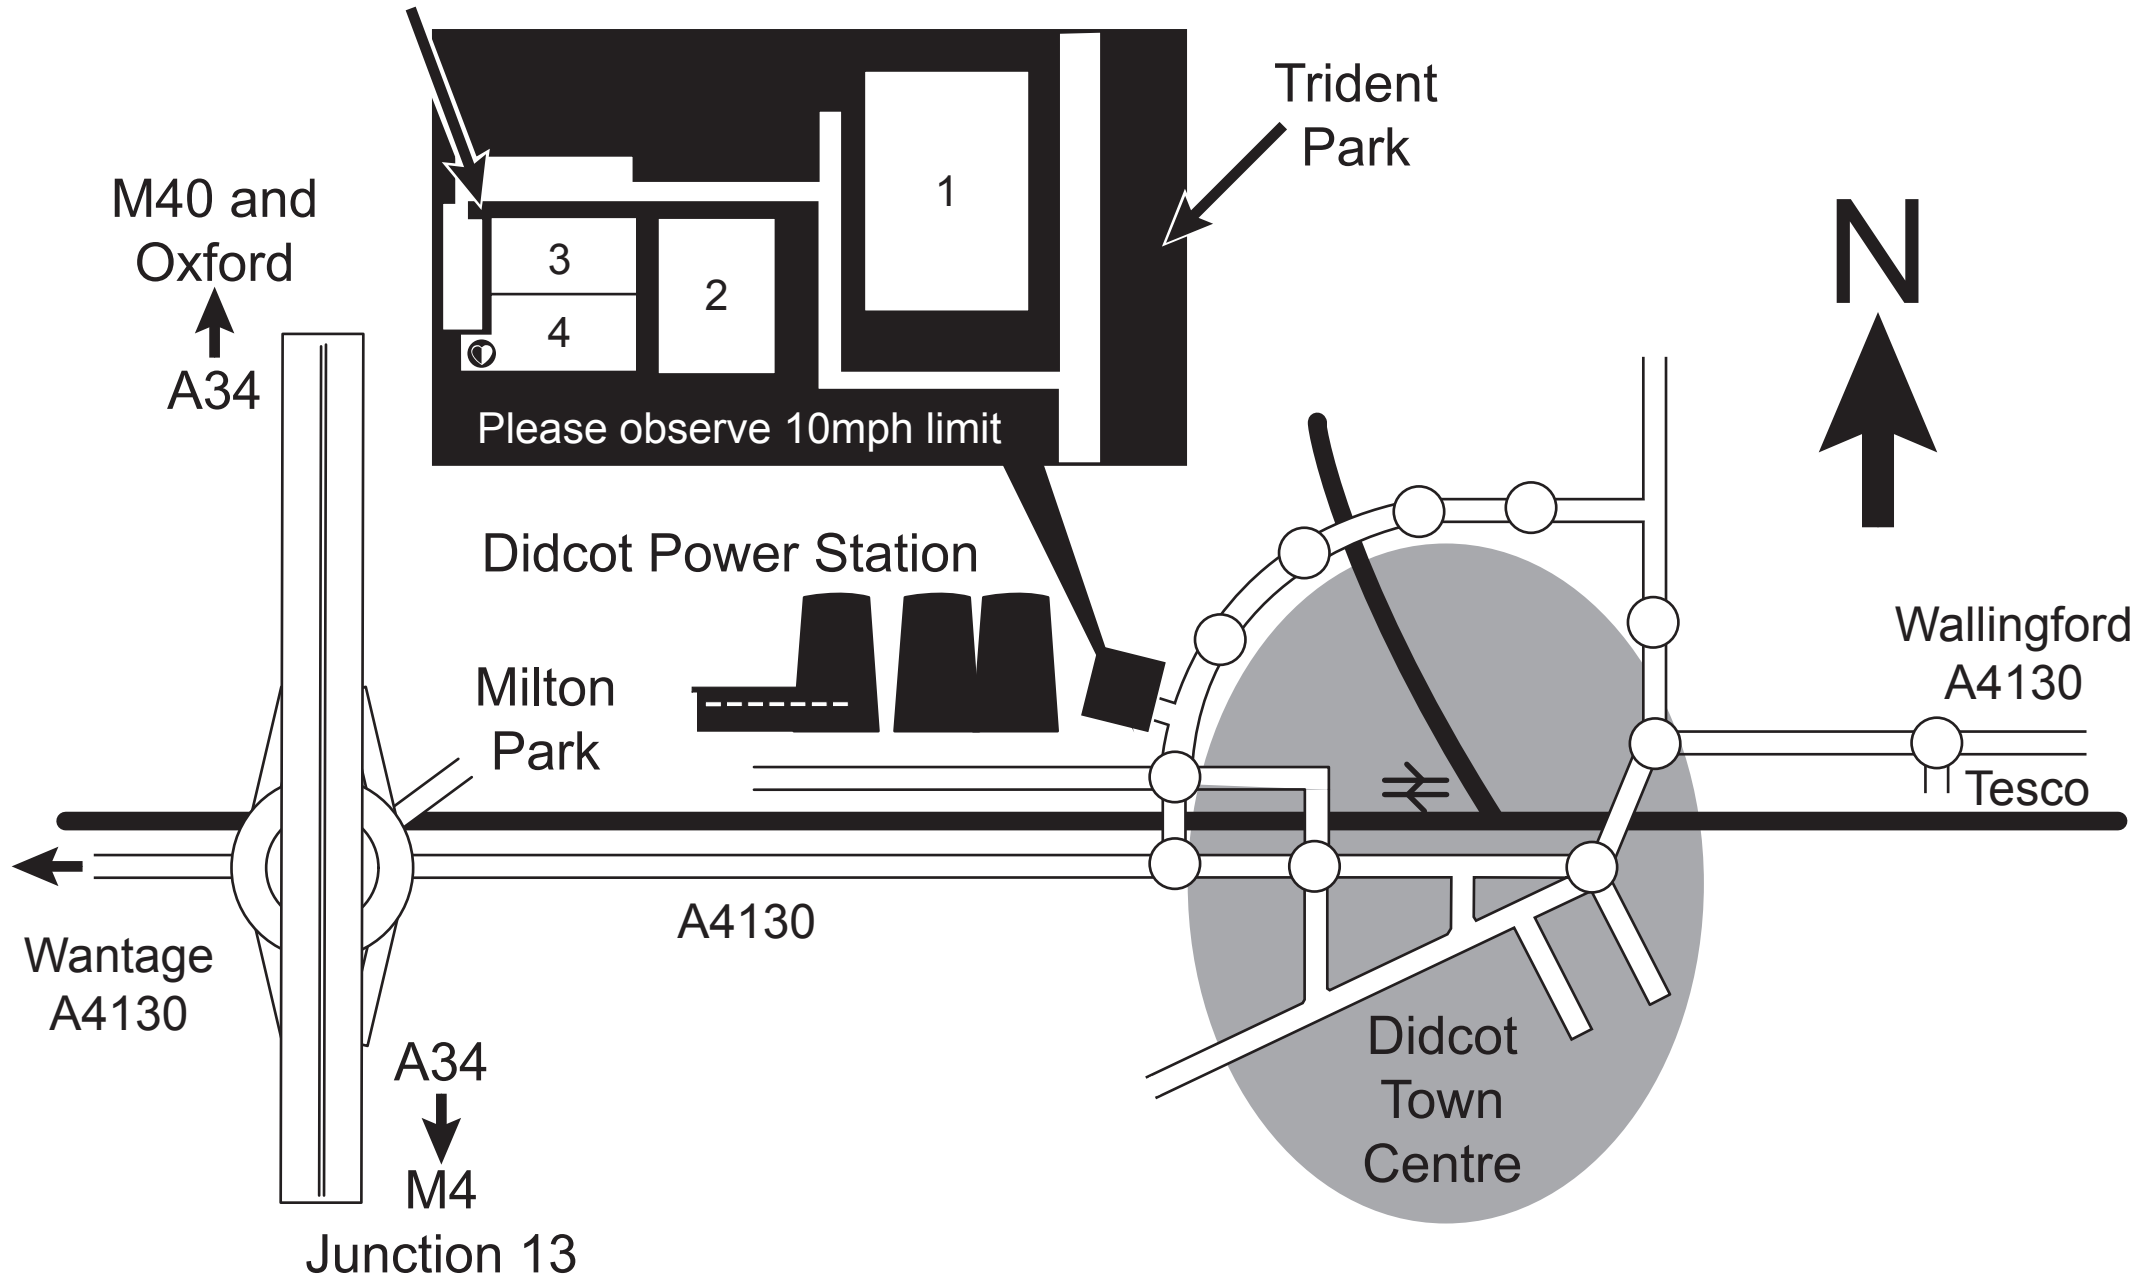 Trident
Park
1
M40 and
Oxford
A34
3
2
4
Please observe 10mph limit
N
Didcot Power Station
Wallingford
A4130
Milton
Park
Tesco
A4130
Wantage
A4130
Didcot
Town
Centre
A34
M4
Junction 13